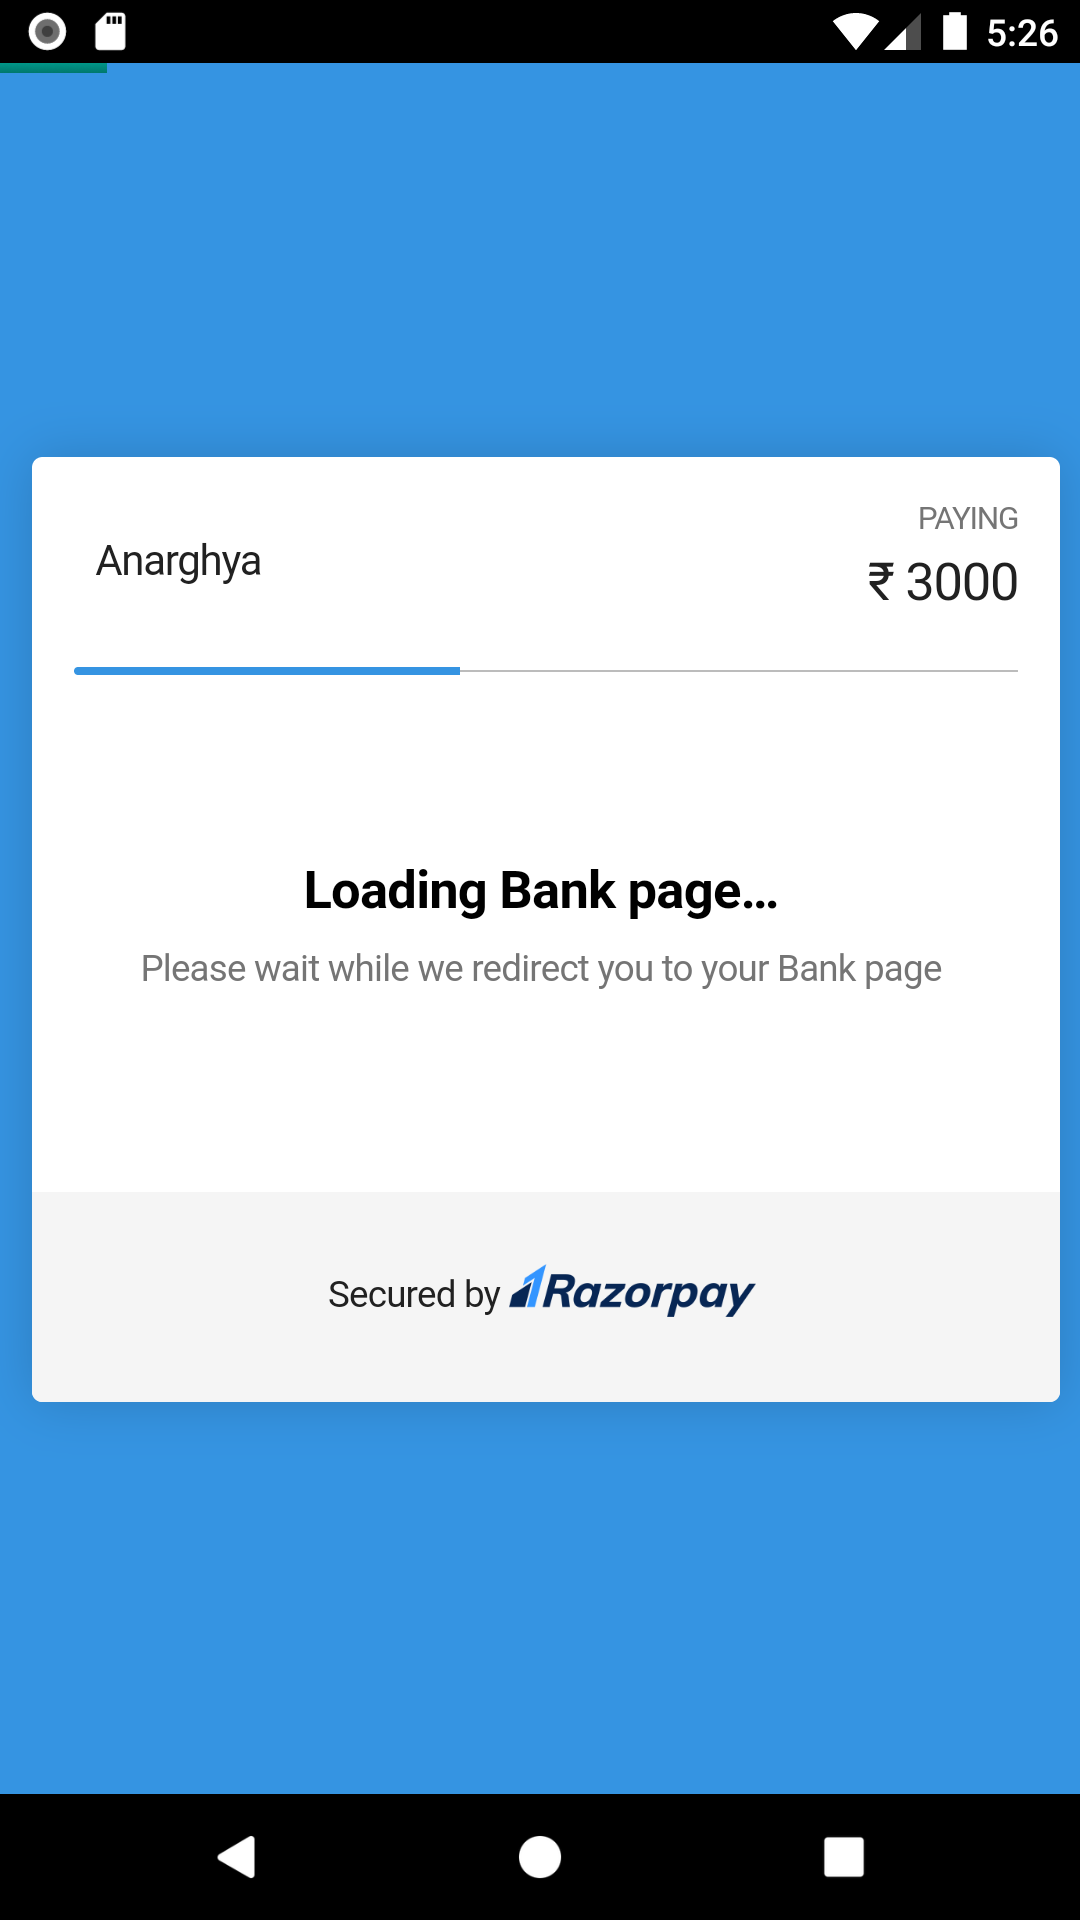 5:26
PAYING
Anarghya
₹ 3000
Loading Bank page...
Please wait while we redirect you to your Bank page
Secured by Razorpay